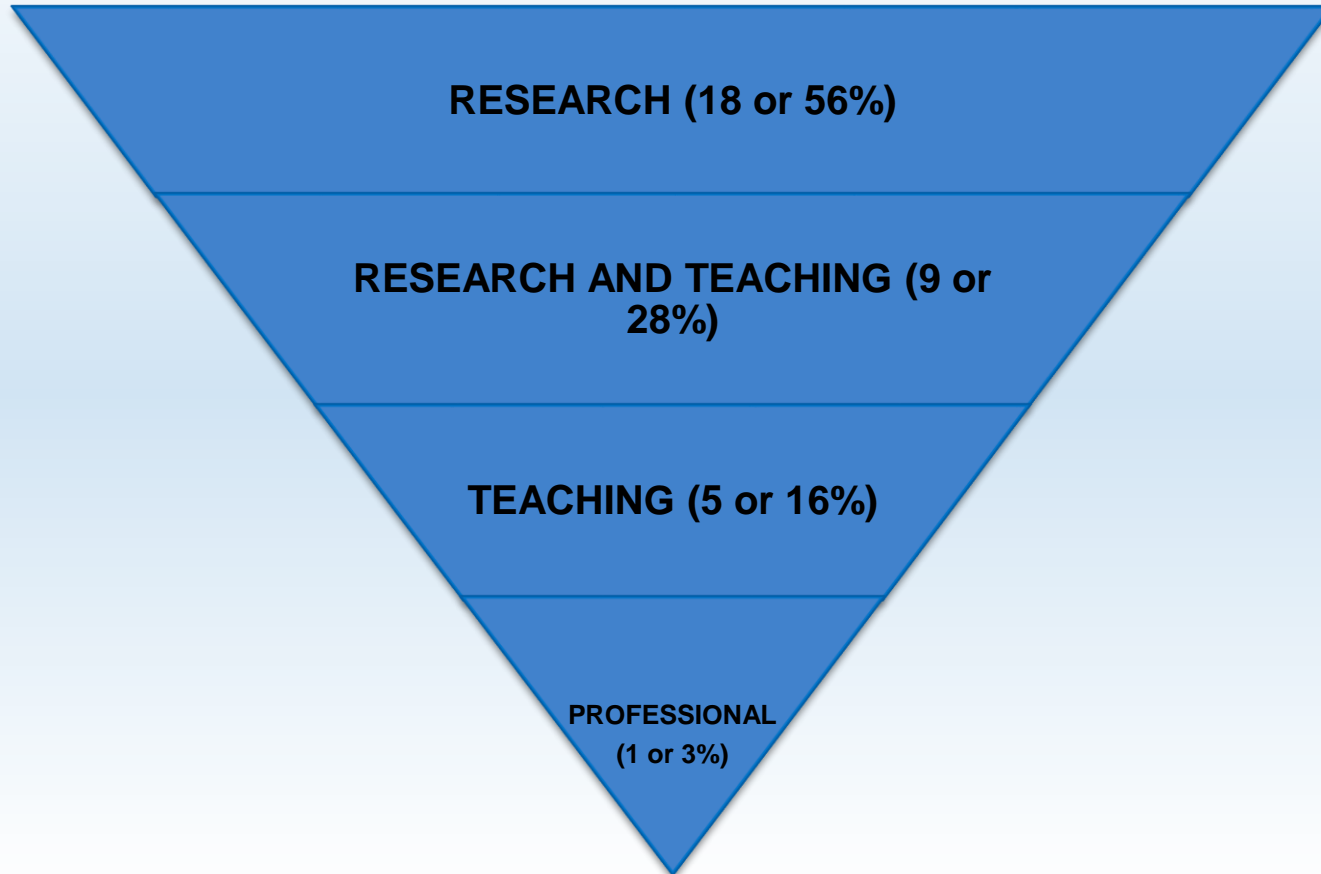 RESEARCH (18 or 56%)
RESEARCH AND TEACHING (9 or
28%)
TEACHING (5 or 16%)
PROFESSIONAL
(1 or 3%)